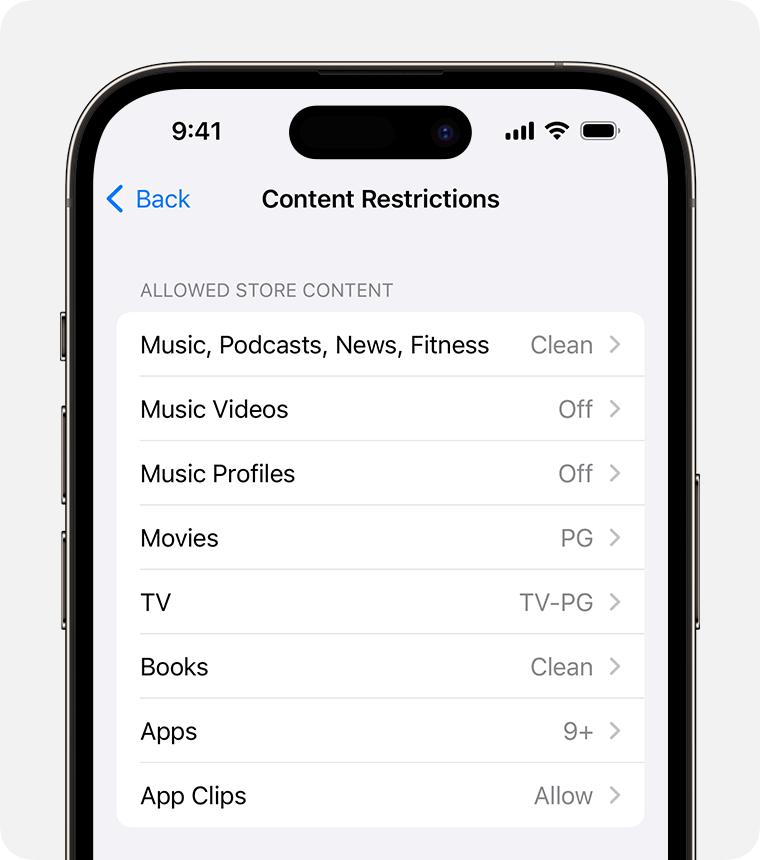 9:41
Back
Content Restrictions
ALLOWED STORE CONTENT
Music, Podcasts, News, Fitness Clean
Music Videos Off
Music Profiles Off
Movies PG
TV TV-PG
Books Clean
Apps 9+
App Clips Allow